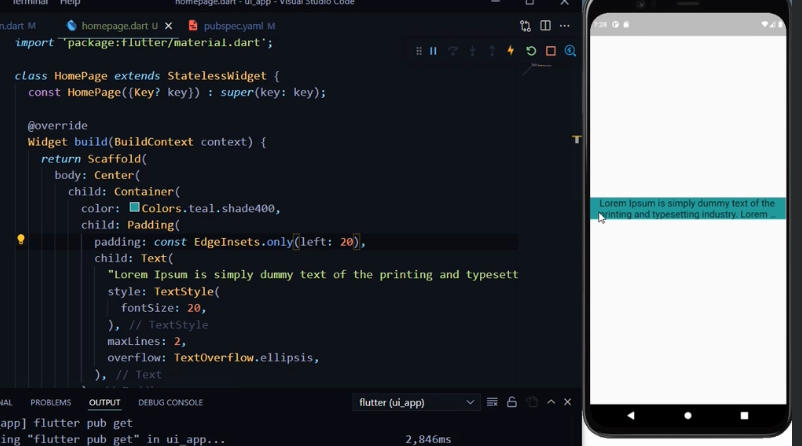 Terminal Help
homepage.dart - ui_app - Visual Studio Code
n.dart M
homepage.dart U
pubspec.yaml M
import 'package:flutter/material.dart';
class HomePage extends StatelessWidget {
const HomePage({Key? key}) : super(key: key);
@override
Widget build(BuildContext context) {
return Scaffold(
body: Center(
child: Container(
color: Colors.teal.shade400,
child: Padding(
padding: const EdgeInsets.only(left: 20),
child: Text(
"Lorem Ipsum is simply dummy text of the printing and typesett
style: TextStyle(
fontSize: 20,
), // TextStyle
maxLines: 2,
overflow: TextOverflow.ellipsis,
), // Text
NAL PROBLEMS OUTPUT DEBUG CONSOLE
flutter (ui_app)
app] flutter pub get
ing "flutter pub get" in ui_app... 2,846ms
Lorem Ipsum is simply dummy text of the
printing and typesetting industry. Lorem ...